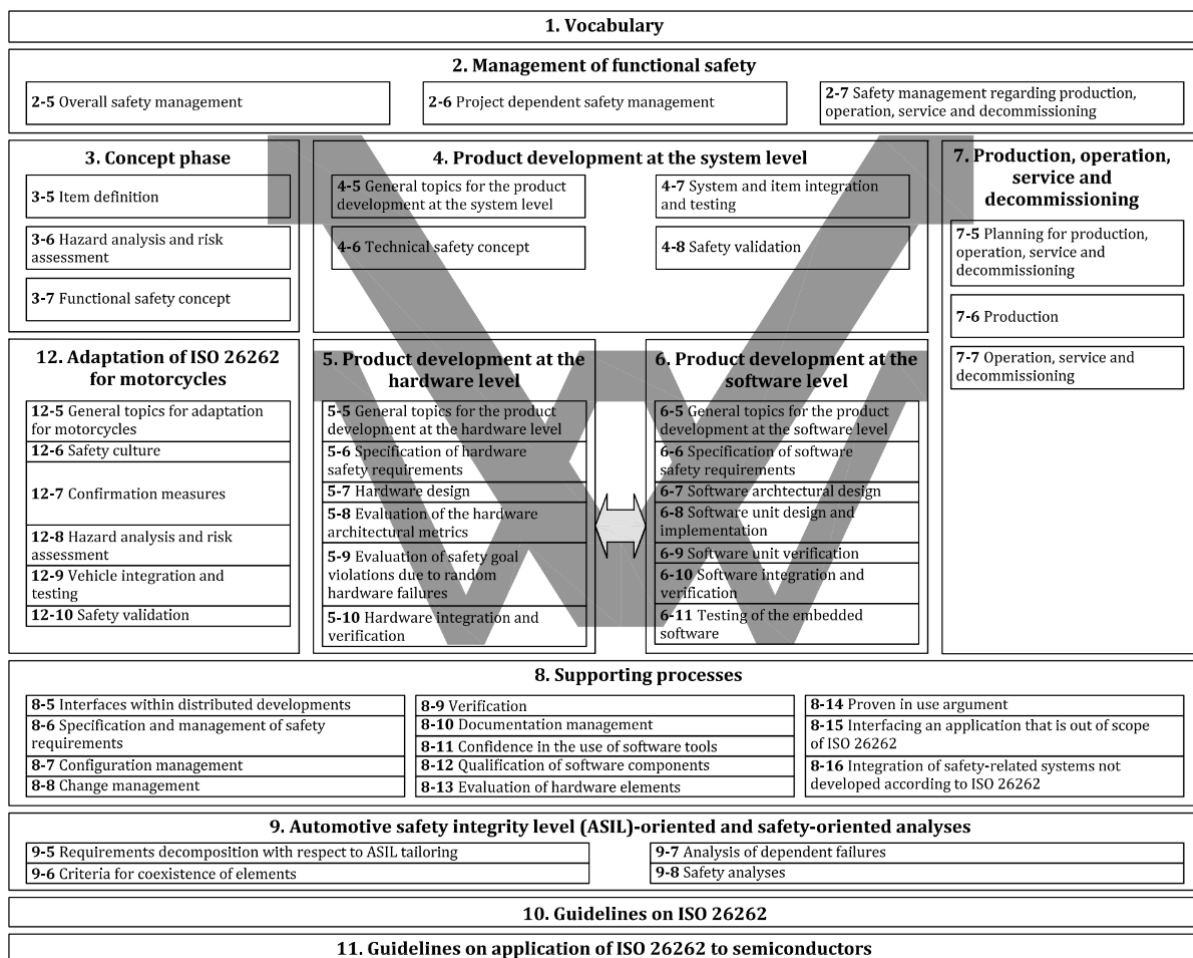 1. Vocabulary
2. Management of functional safety
2-5 Overall safety management
2-6 Project dependent safety management
2-7 Safety management regarding production,
operation, service and decommissioning
3. Concept phase
3-5 Item definition
3-6 Hazard analysis and risk
assessment
3-7 Functional safety concept
4. Product development at the system level
4-5 General topics for the product
development at the system level
4-6 Technical safety concept
4-7 System and item integration
and testing
4-8 Safety validation
7. Production, operation,
service and
decommissioning
7-5 Planning for production,
operation, service and
decommissioning
7-6 Production
7-7 Operation, service and
decommissioning
12. Adaptation of ISO 26262
for motorcycles
12-5 General topics for adaptation
for motorcycles
12-6 Safety culture
12-7 Confirmation measures
12-8 Hazard analysis and risk
assessment
12-9 Vehicle integration and
testing
12-10 Safety validation
5. Product development at the
hardware level
5-5 General topics for the product
development at the hardware level
5-6 Specification of hardware
safety requirements
5-7 Hardware design
5-8 Evaluation of the hardware
architectural metrics
5-9 Evaluation of safety goal
violations due to random
hardware failures
5-10 Hardware integration and
verification
6. Product development at the
software level
6-5 General topics for the product
development at the software level
6-6 Specification of software
safety requirements
6-7 Software archtectural design
6-8 Software unit design and
implementation
6-9 Software unit verification
6-10 Software integration and
verification
6-11 Testing of the embedded
software
8. Supporting processes
8-5 Interfaces within distributed developments
8-6 Specification and management of safety
requirements
8-7 Configuration management
8-8 Change management
8-9 Verification
8-10 Documentation management
8-11 Confidence in the use of software tools
8-12 Qualification of software components
8-13 Evaluation of hardware elements
8-14 Proven in use argument
8-15 Interfacing an application that is out of scope
of ISO 26262
8-16 Integration of safety-related systems not
developed according to ISO 26262
9. Automotive safety integrity level (ASIL)-oriented and safety-oriented analyses
9-5 Requirements decomposition with respect to ASIL tailoring
9-6 Criteria for coexistence of elements
9-7 Analysis of dependent failures
9-8 Safety analyses
10. Guidelines on ISO 26262
11. Guidelines on application of ISO 26262 to semiconductors